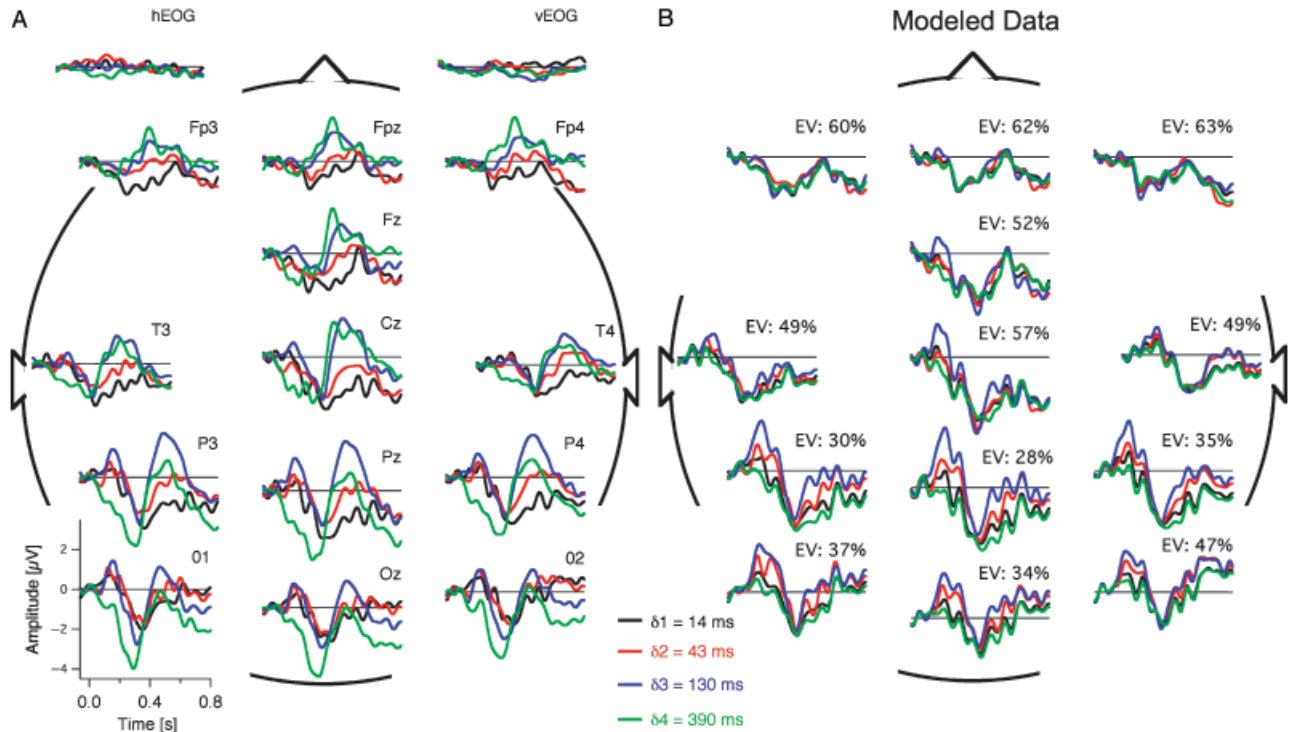 A
hEOG
vEOG
B
Modeled Data
Fp3
Fpz
Fp4
EV: 60%
EV: 62%
EV: 63%
Fz
EV: 52%
T3
Cz
T4
EV: 49%
EV: 57%
EV: 49%
P3
Pz
P4
EV: 30%
EV: 28%
EV: 35%
01
Oz
02
EV: 37%
EV: 34%
EV: 47%
Amplitude [µV]
2
0
−2
−4
0.0
0.4
0.8
Time [s]
δ1 = 14 ms
δ2 = 43 ms
δ3 = 130 ms
δ4 = 390 ms